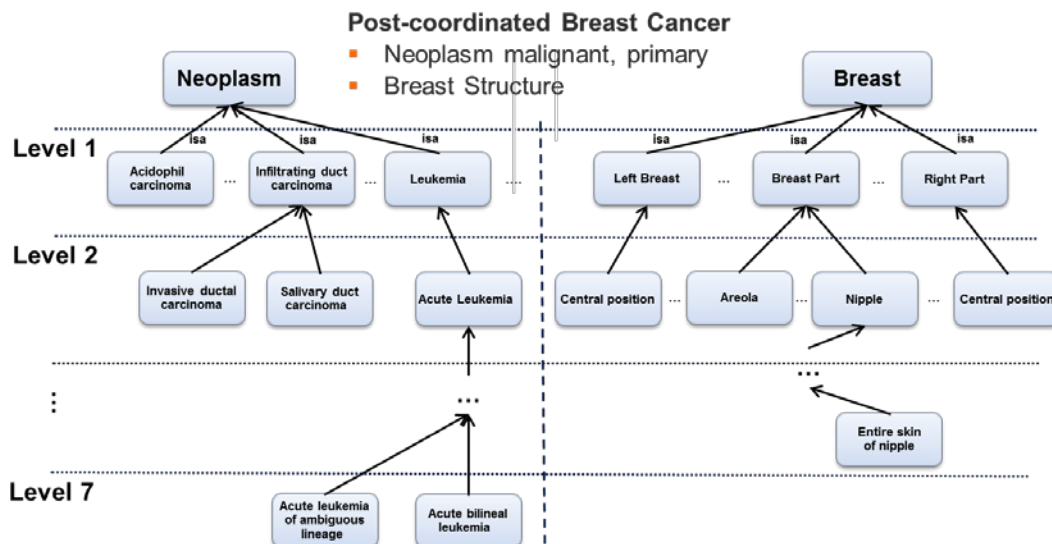 Post-coordinated Breast Cancer
Neoplasm malignant, primary
Breast Structure
Neoplasm
Breast
isa
isa
isa
isa
isa
isa
Level 1
Acidophil
carcinoma
...
Infiltrating duct
carcinoma
...
Leukemia
....
Left Breast
...
Breast Part
...
Right Part
Level 2
Invasive ductal
carcinoma
Salivary duct
carcinoma
Acute Leukemia
Central position
...
Areola
...
Nipple
...
Central position
...
...
...
Entire skin
of nipple
Level 7
Acute leukemia
of ambiguous
lineage
Acute bilineal
leukemia